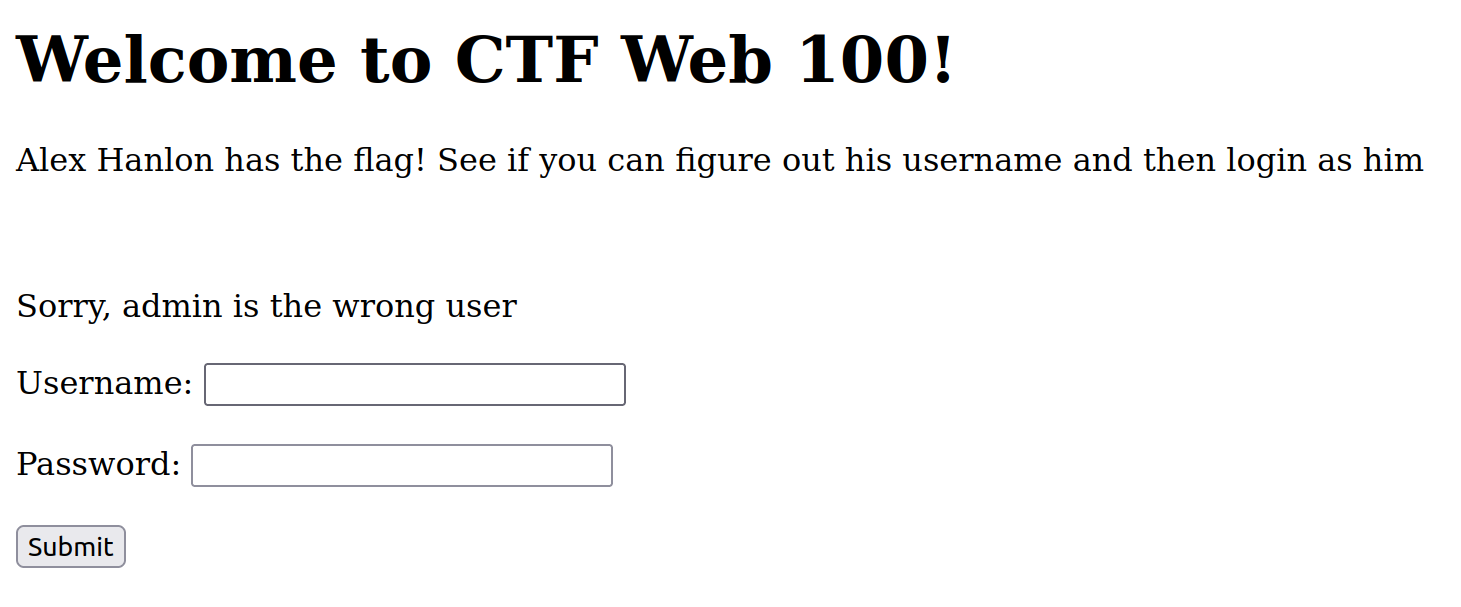 Welcome to CTF Web 100!
Alex Hanlon has the flag! See if you can figure out his username and then login as him
Sorry, admin is the wrong user
Username:
Password:
Submit